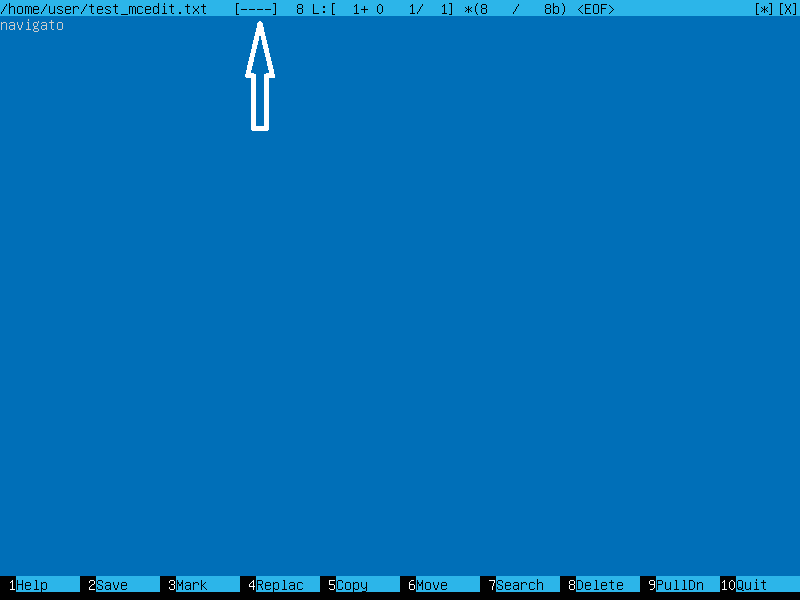 /home/user/test_mcedit.txt   [----]  8 L:[  1+ 0   1/  1] *(8   /   8b) <EOF>                 [*][X]
navigato
1Help 2Save 3Mark 4Replac 5Copy 6Move 7Search 8Delete 9PullDn 10Quit